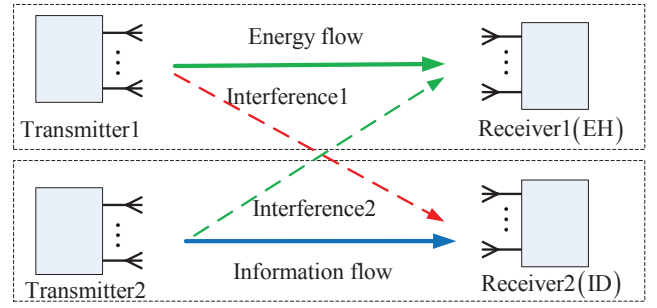 Energy flow
Interference1
Transmitter1
Receiver1(EH)
Interference2
Information flow
Transmitter2
Receiver2(ID)